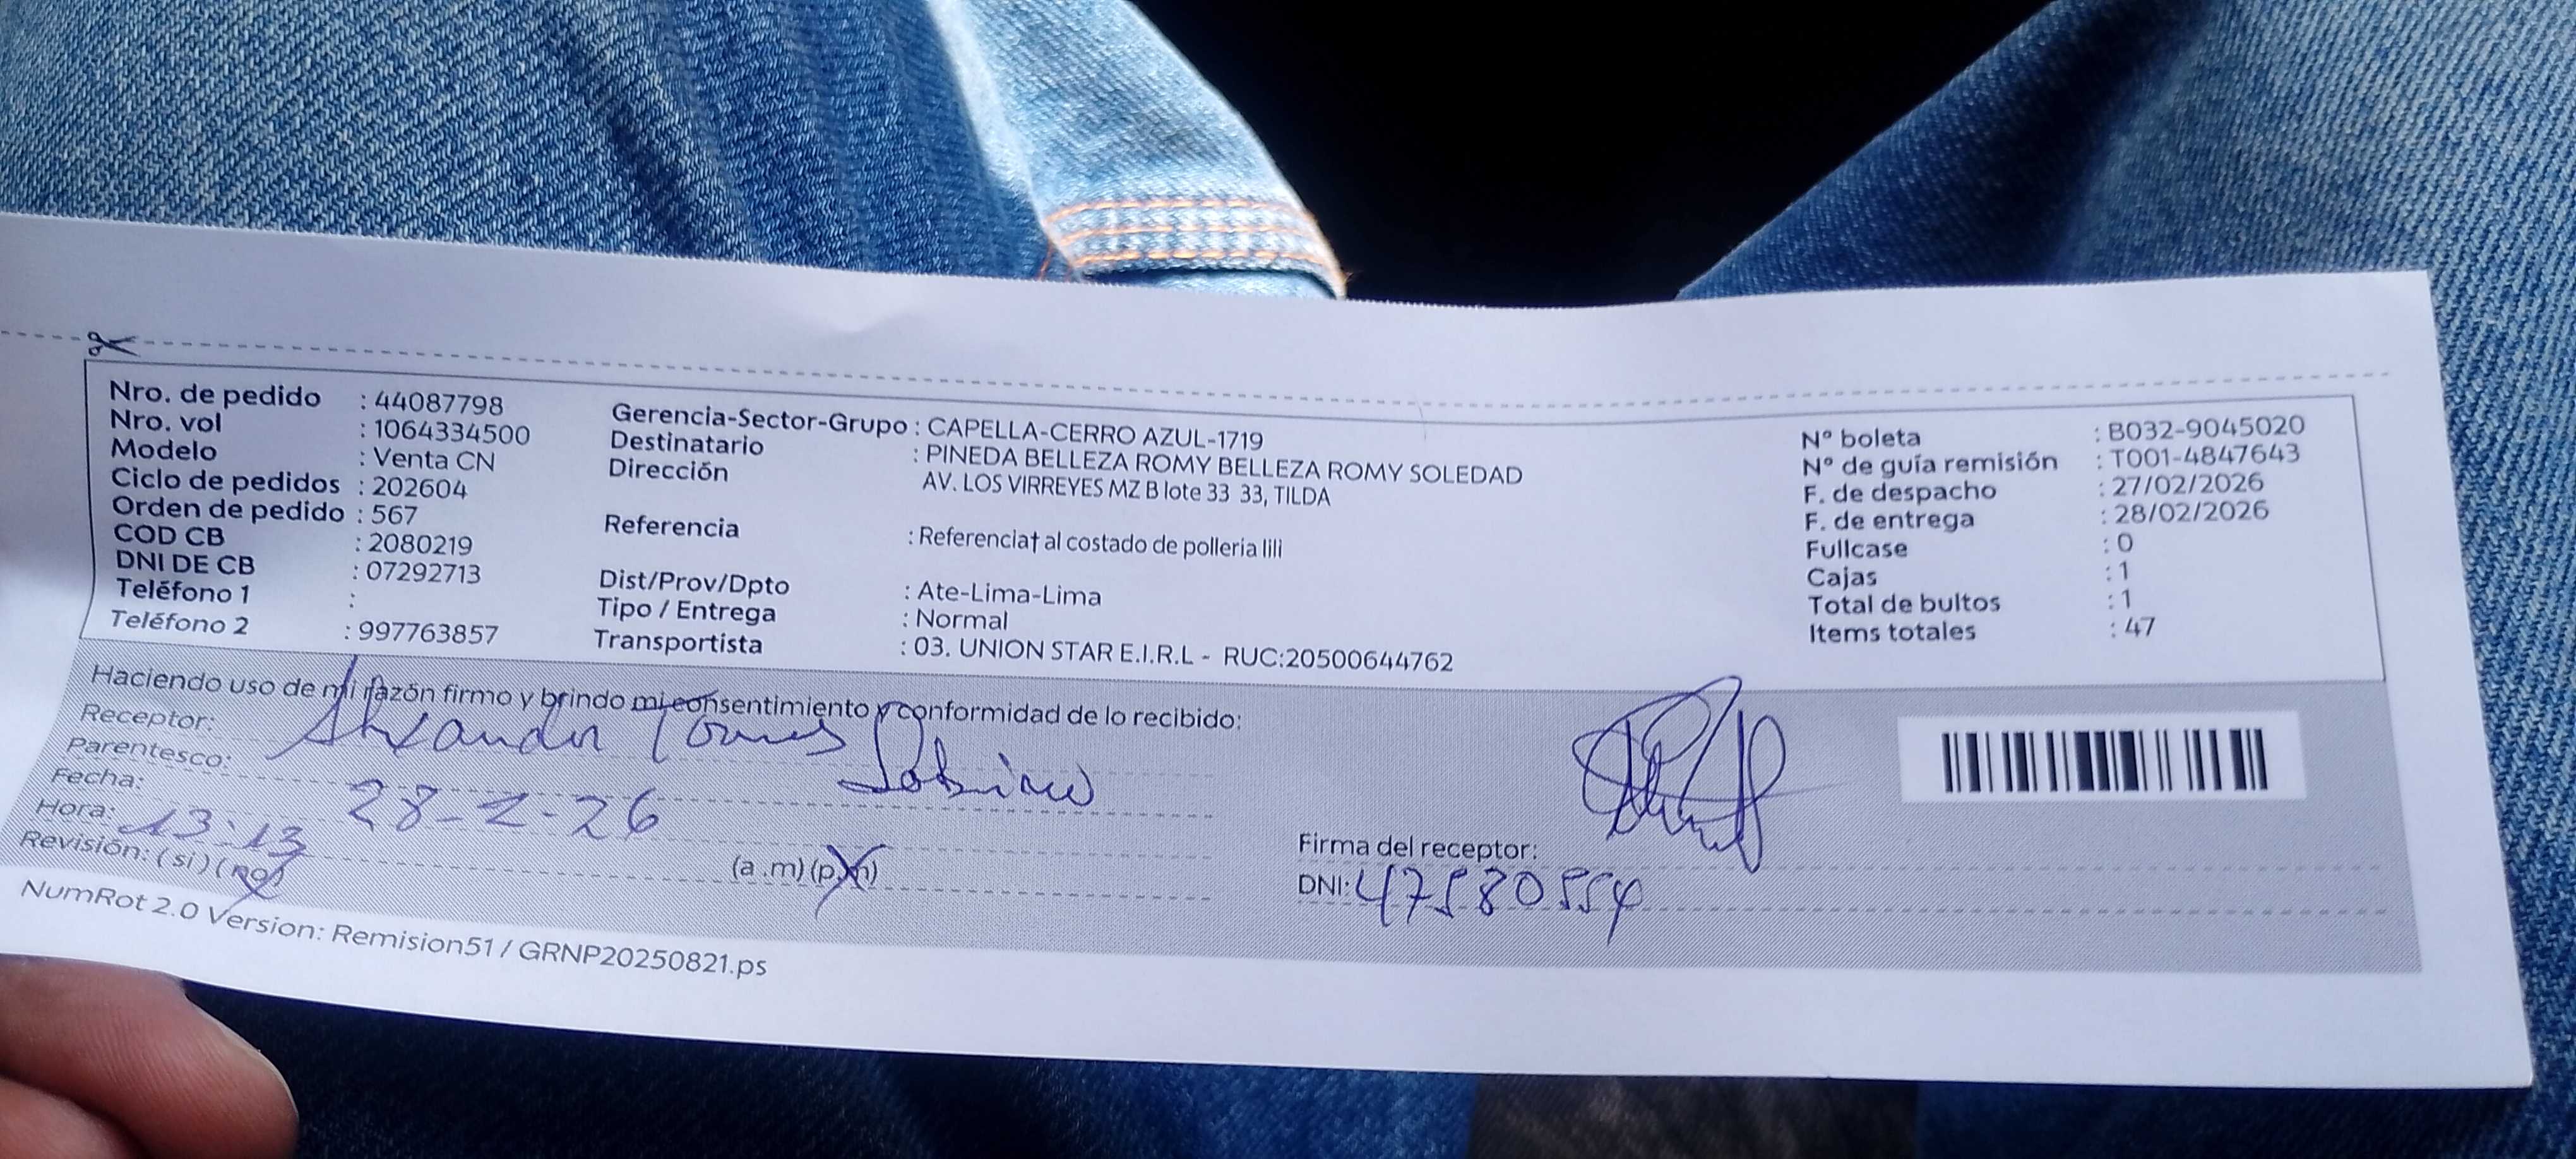 Nro. de pedido : 44087798
Nro. vol : 1064334500
Modelo : Venta CN
Ciclo de pedidos : 202604
Orden de pedido : 567
COD CB : 2080219
DNI DE CB : 07292713
Teléfono 1 :
Teléfono 2 : 997763857
Gerencia-Sector-Grupo : CAPELLA-CERRO AZUL-1719
Destinatario : PINEDA BELLEZA ROMY BELLEZA ROMY SOLEDAD
Dirección AV. LOS VIRREYES MZ B lote 33 33, TILDA
Referencia : Referencia† al costado de polleria lili
Dist/Prov/Dpto : Ate-Lima-Lima
Tipo / Entrega : Normal
Transportista : 03. UNION STAR E.I.R.L - RUC:20500644762
N° boleta : B032-9045020
N° de guía remisión : T001-4847643
F. de despacho : 27/02/2026
F. de entrega : 28/02/2026
Fullcase : 0
Cajas : 1
Total de bultos : 1
Items totales : 47
Haciendo uso de mi razón firmo y brindo mi consentimiento y conformidad de lo recibido:
Receptor: Alexander Torres
Parentesco: Sobrino
Fecha: 28-2-26
Hora: 13:13 (a.m) (p.m)
Revisión: (si) (no)
Firma del receptor:
DNI: 47580554
NumRot 2.0 Version: Remision51 / GRNP20250821.ps